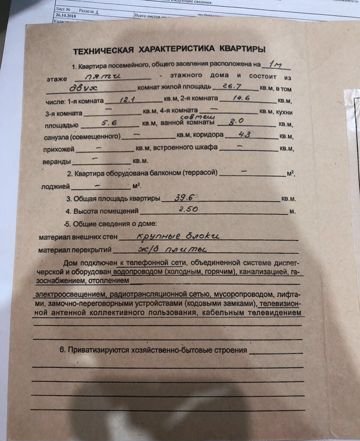 Лист № Раздел
26.10.2018
ТЕХНИЧЕСКАЯ ХАРАКТЕРИСТИКА КВАРТИРЫ
1. Квартира посемейного, общего заселения расположена на 1м
этаже пяти - этажного дома и состоит из
двух комнат жилой площадью 26.7 кв.м, в том
числе: 1-я комната 12.1 кв.м, 2-я комната 14.6 кв.м,
3-я комната — кв.м, 4-я комната — кв.м, кухни
совмещ
площадью 5.6 кв.м, ванной комнаты 3.0 кв.м,
санузла (совмещенного) — кв.м, коридора 4.3 кв.м,
прихожей — кв.м, встроенного шкафа — кв.м,
веранды — кв.м.
2. Квартира оборудована балконом (террасой) — м²,
лоджией — м².
3. Общая площадь квартиры 39.6 кв.м.
4. Высота помещений 2.50 м.
5. Общие сведения о доме:
материал внешних стен крупные блоки
материал перекрытий ж/б плиты
Дом подключен к телефонной сети, объединенной системе диспет-
черской и оборудован водопроводом (холодным, горячим), канализацией, га-
зоснабжением, отоплением
электроосвещением, радиотрансляционной сетью, мусоропроводом, лифта-
ми, замочно-переговорными устройствами (кодовыми замками), телевизион-
ной антенной коллективного пользования, кабельным телевидением
6. Приватизируются хозяйственно-бытовые строения